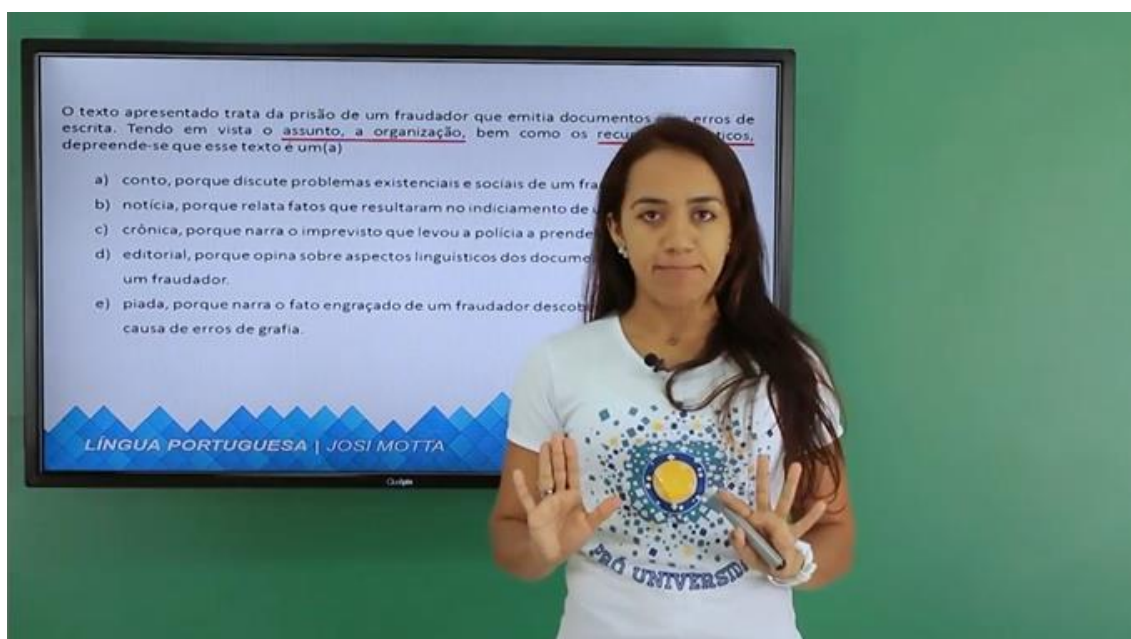 O texto apresentado trata da prisão de um fraudador que emitia documentos erros de
escrita. Tendo em vista o assunto, a organização, bem como os
depreende-se que esse texto é um(a)
a) conto, porque discute problemas existenciais e sociais de um
b) notícia, porque relata fatos que resultaram no indiciamento de
c) crônica, porque narra o imprevisto que levou a polícia a
d) editorial, porque opina sobre aspectos linguísticos dos
um fraudador.
e) piada, porque narra o fato engraçado de um fraudador
causa de erros de grafia.
LÍNGUA PORTUGUESA | JOSI MOTTA
PRÓ